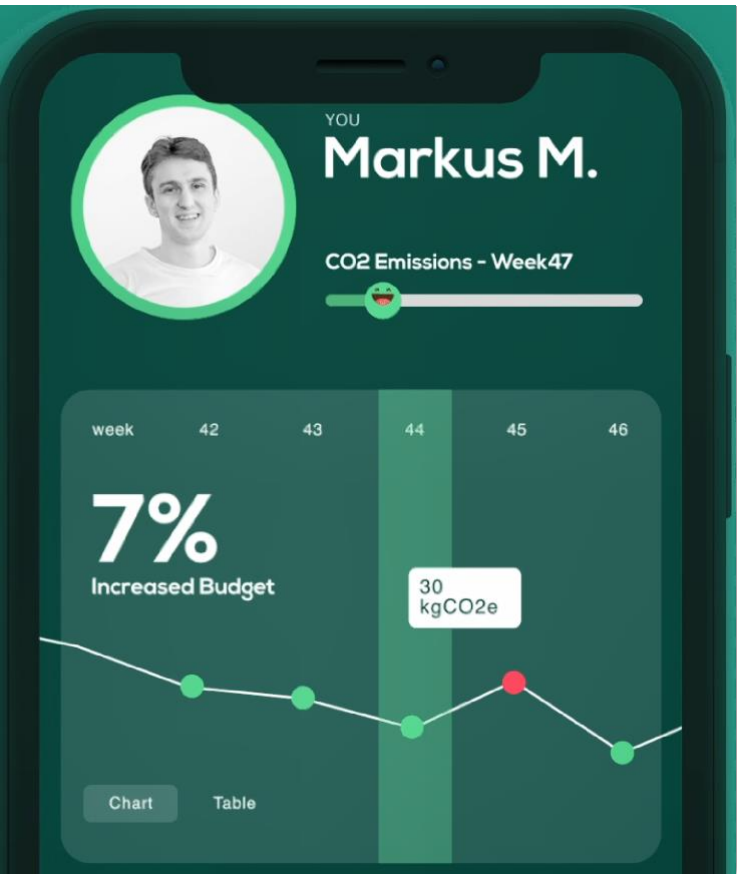 YOU
Markus M.
CO2 Emissions - Week47
week 42 43 44 45 46
7%
Increased Budget
30
kgCO2e
Chart Table